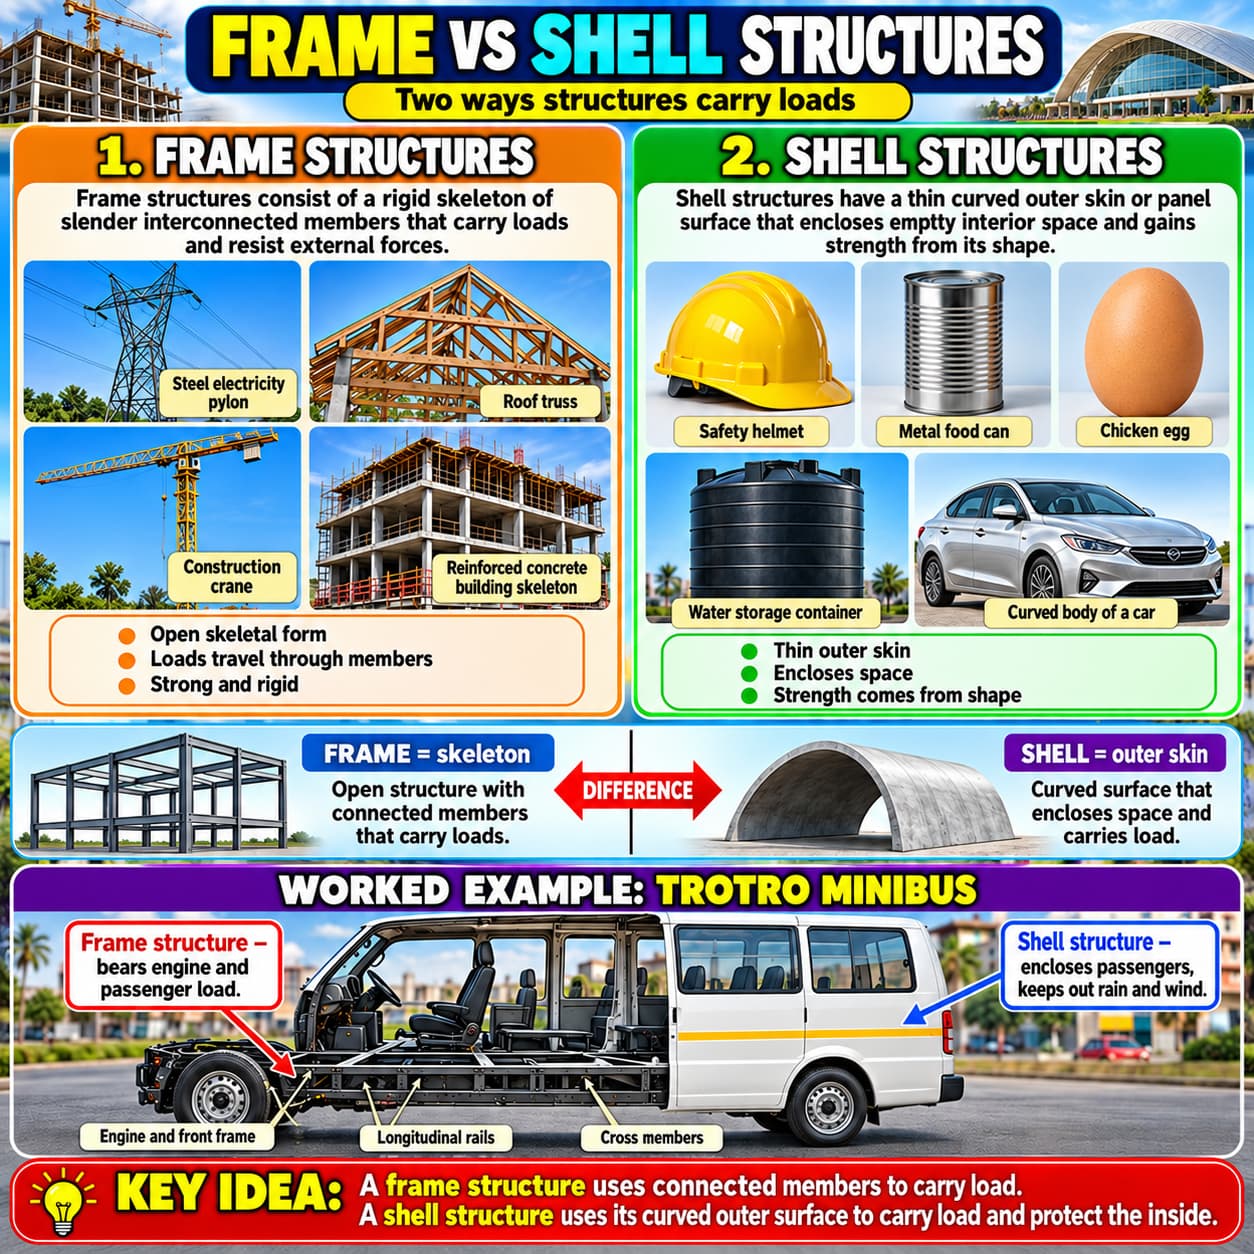 FRAME VS SHELL STRUCTURES
Two ways structures carry loads
1. FRAME STRUCTURES
Frame structures consist of a rigid skeleton of
slender interconnected members that carry loads
and resist external forces.
Steel electricity
pylon
Roof truss
Construction
crane
Reinforced concrete
building skeleton
Open skeletal form
Loads travel through members
Strong and rigid
2. SHELL STRUCTURES
Shell structures have a thin curved outer skin or panel
surface that encloses emptty interior space and gains
strength from its shape.
Safety helmet
Metal food can
Chicken egg
Water storage container
Curved body of a car
Thin outer skin
Encloses space
Strength comes from shape
FRAME = skeleton
Open structure with
connected members
that carry loads.
DIFFERENCE
SHELL = outer skin
Curved surface that
encloses space and
carries load.
WORKED EXAMPLE: TROTRO MINIBUS
Frame structure –
bears engine and
passenger load.
Shell structure –
encloses passengers,
keeps out rain and wind.
Engine and front frame
Longitudinal rails
Cross members
KEY IDEA: A frame structure uses connected members to carry load.
A shell structure uses its curved outer surface to carry load and protect the inside.